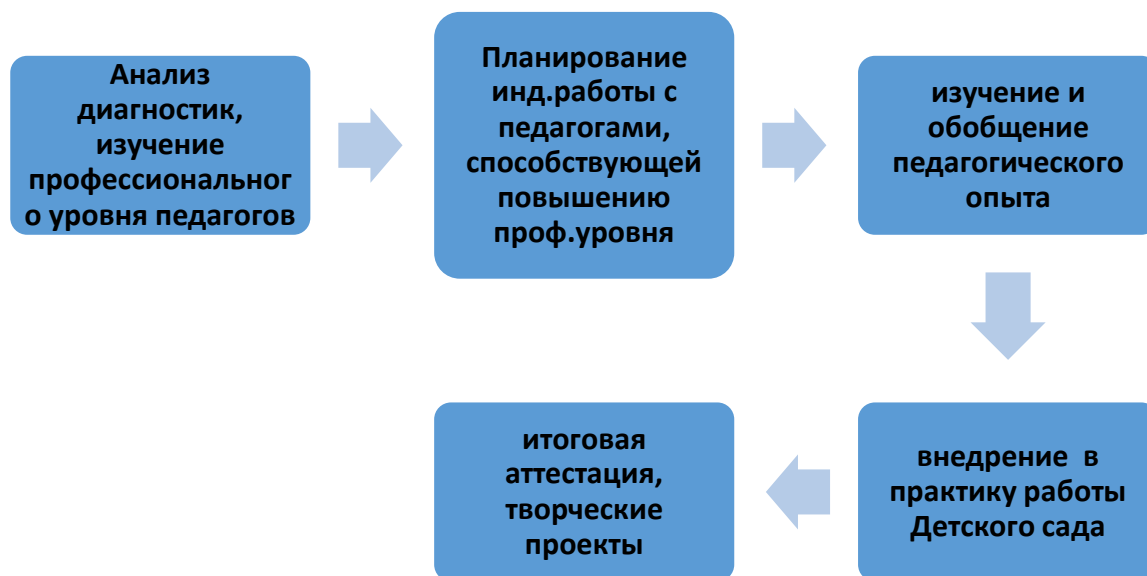 Анализ
диагностик,
изучение
профессиональног
о уровня педагогов
Планирование
инд.работы с
педагогами,
способствующей
повышению
проф.уровня
изучение и
обобщение
педагогического
опыта
внедрение  в
практику работы
Детского сада
итоговая
аттестация,
творческие
проекты